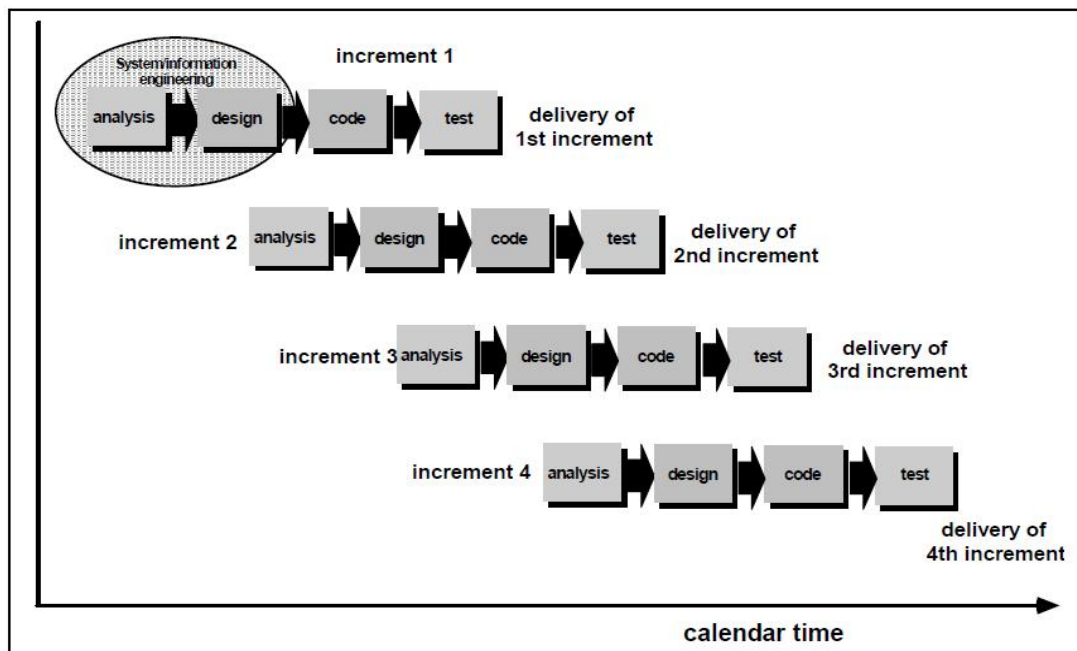 System/information
engineering
increment 1
analysis
design
code
test
delivery of
1st increment
increment 2
analysis
design
code
test
delivery of
2nd increment
increment 3
analysis
design
code
test
delivery of
3rd increment
increment 4
analysis
design
code
test
delivery of
4th increment
calendar time